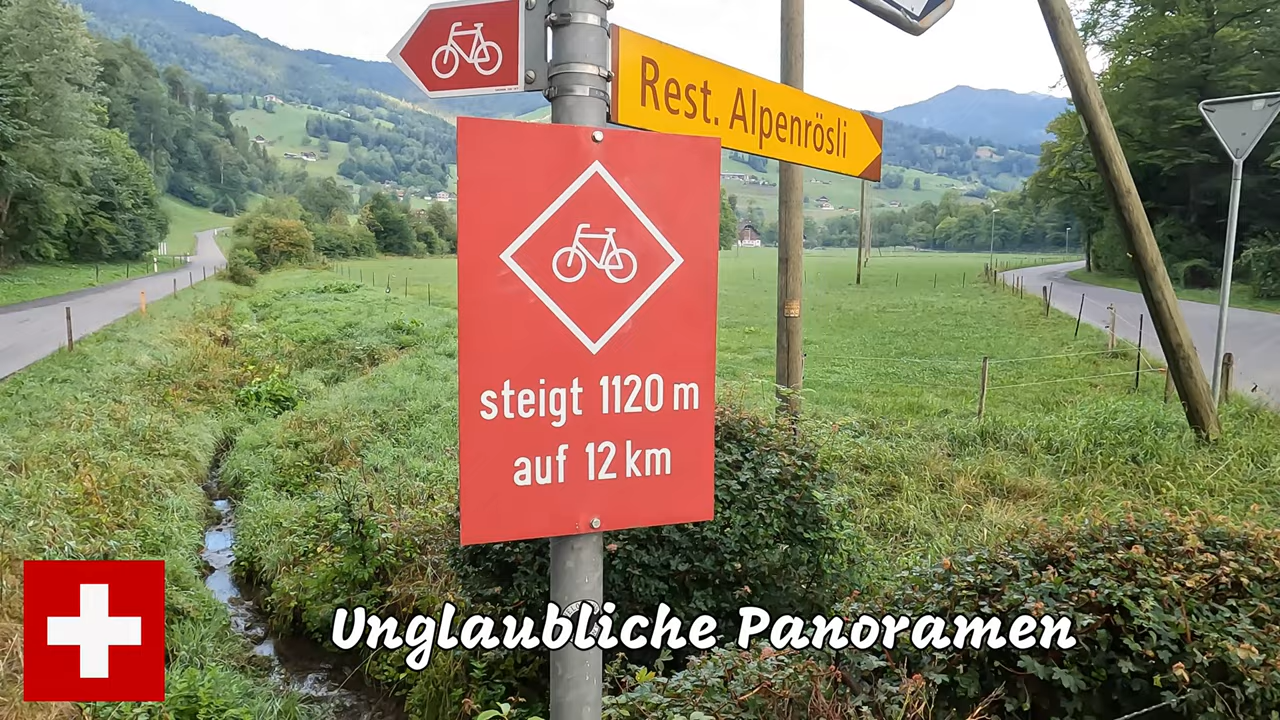 Rest. Alpenrösli
steigt 1120 m
auf 12 km
Unglaubliche Panoramen